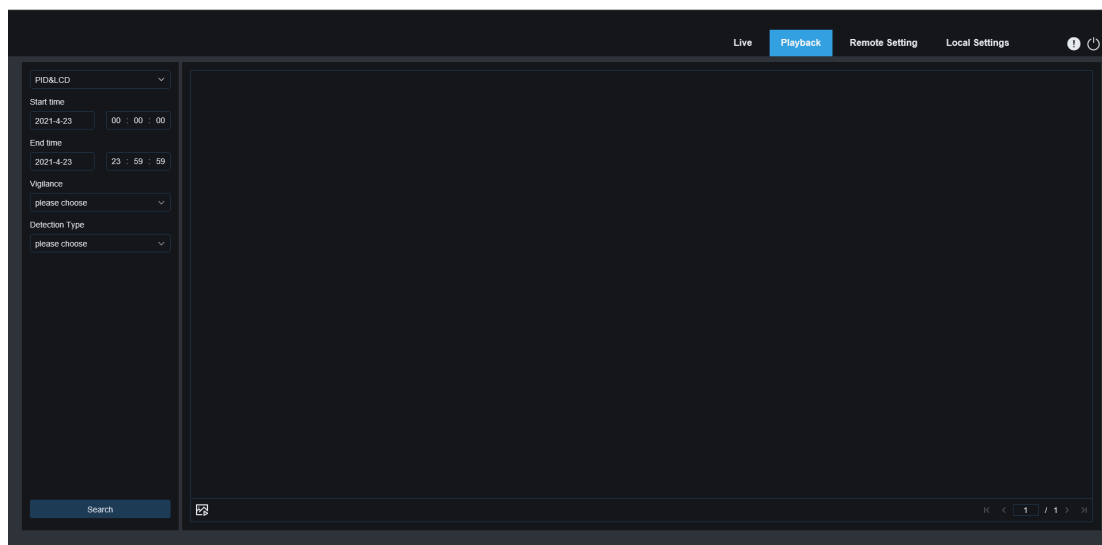 Live Playback Remote Setting Local Settings
PID&LCD
Start time
2021-4-23 00 : 00 : 00
End time
2021-4-23 23 : 59 : 59
Vigilance
please choose
Detection Type
please choose
Search
1 / 1